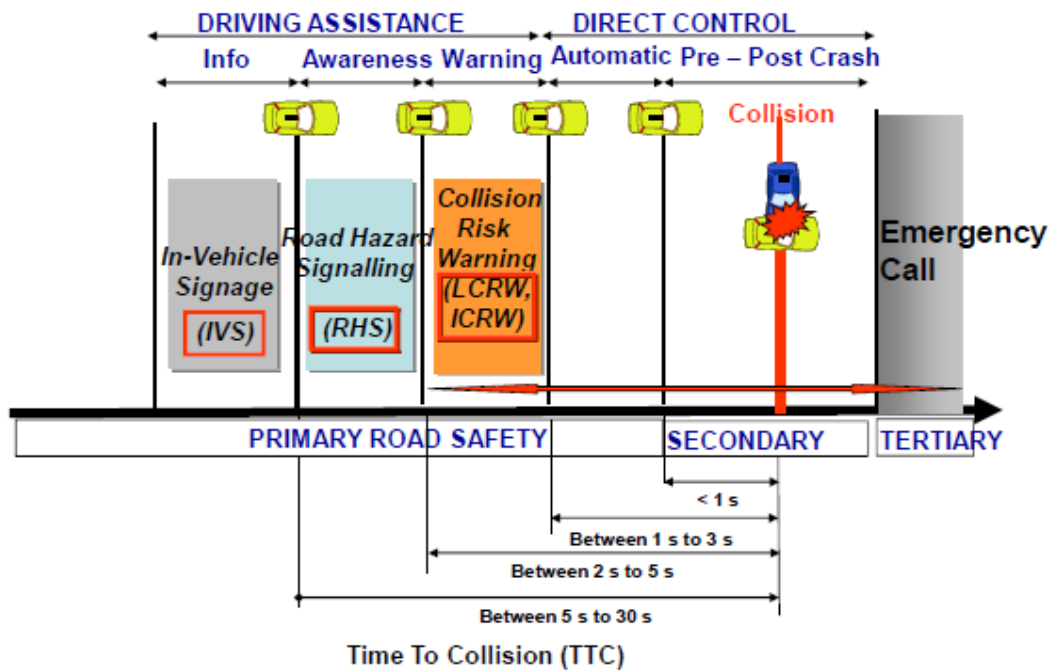 DRIVING ASSISTANCE
DIRECT CONTROL
Info
Awareness
Warning
Automatic
Pre – Post Crash
Collision
In-Vehicle
Signage
(IVS)
Road Hazard
Signalling
(RHS)
Collision
Risk
Warning
(LCRW,
ICRW)
Emergency
Call
PRIMARY ROAD SAFETY
SECONDARY
TERTIARY
< 1 s
Between 1 s to 3 s
Between 2 s to 5 s
Between 5 s to 30 s
Time To Collision (TTC)